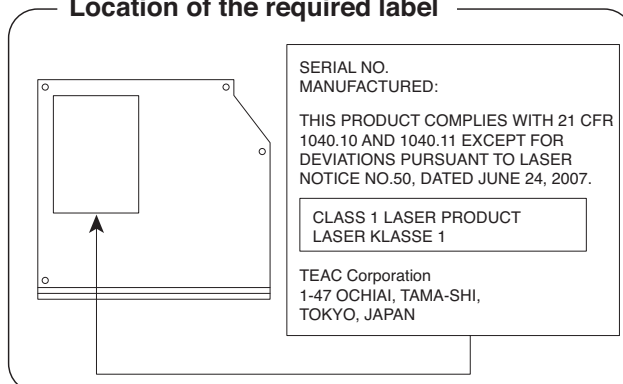 Location of the required label
SERIAL NO.
MANUFACTURED:
THIS PRODUCT COMPLIES WITH 21 CFR
1040.10 AND 1040.11 EXCEPT FOR
DEVIATIONS PURSUANT TO LASER
NOTICE NO.50, DATED JUNE 24, 2007.
CLASS 1 LASER PRODUCT
LASER KLASSE 1
TEAC Corporation
1-47 OCHIAI, TAMA-SHI,
TOKYO, JAPAN